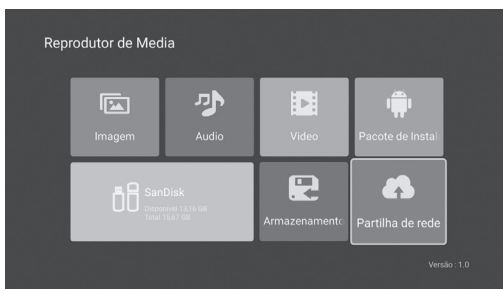 Reprodutor de Media
Imagem
Audio
Video
Pacote de Instal
SanDisk
Disponível 13,16 GB
Total 15,67 GB
Armazenamento
Partilha de rede
Versão : 1.0